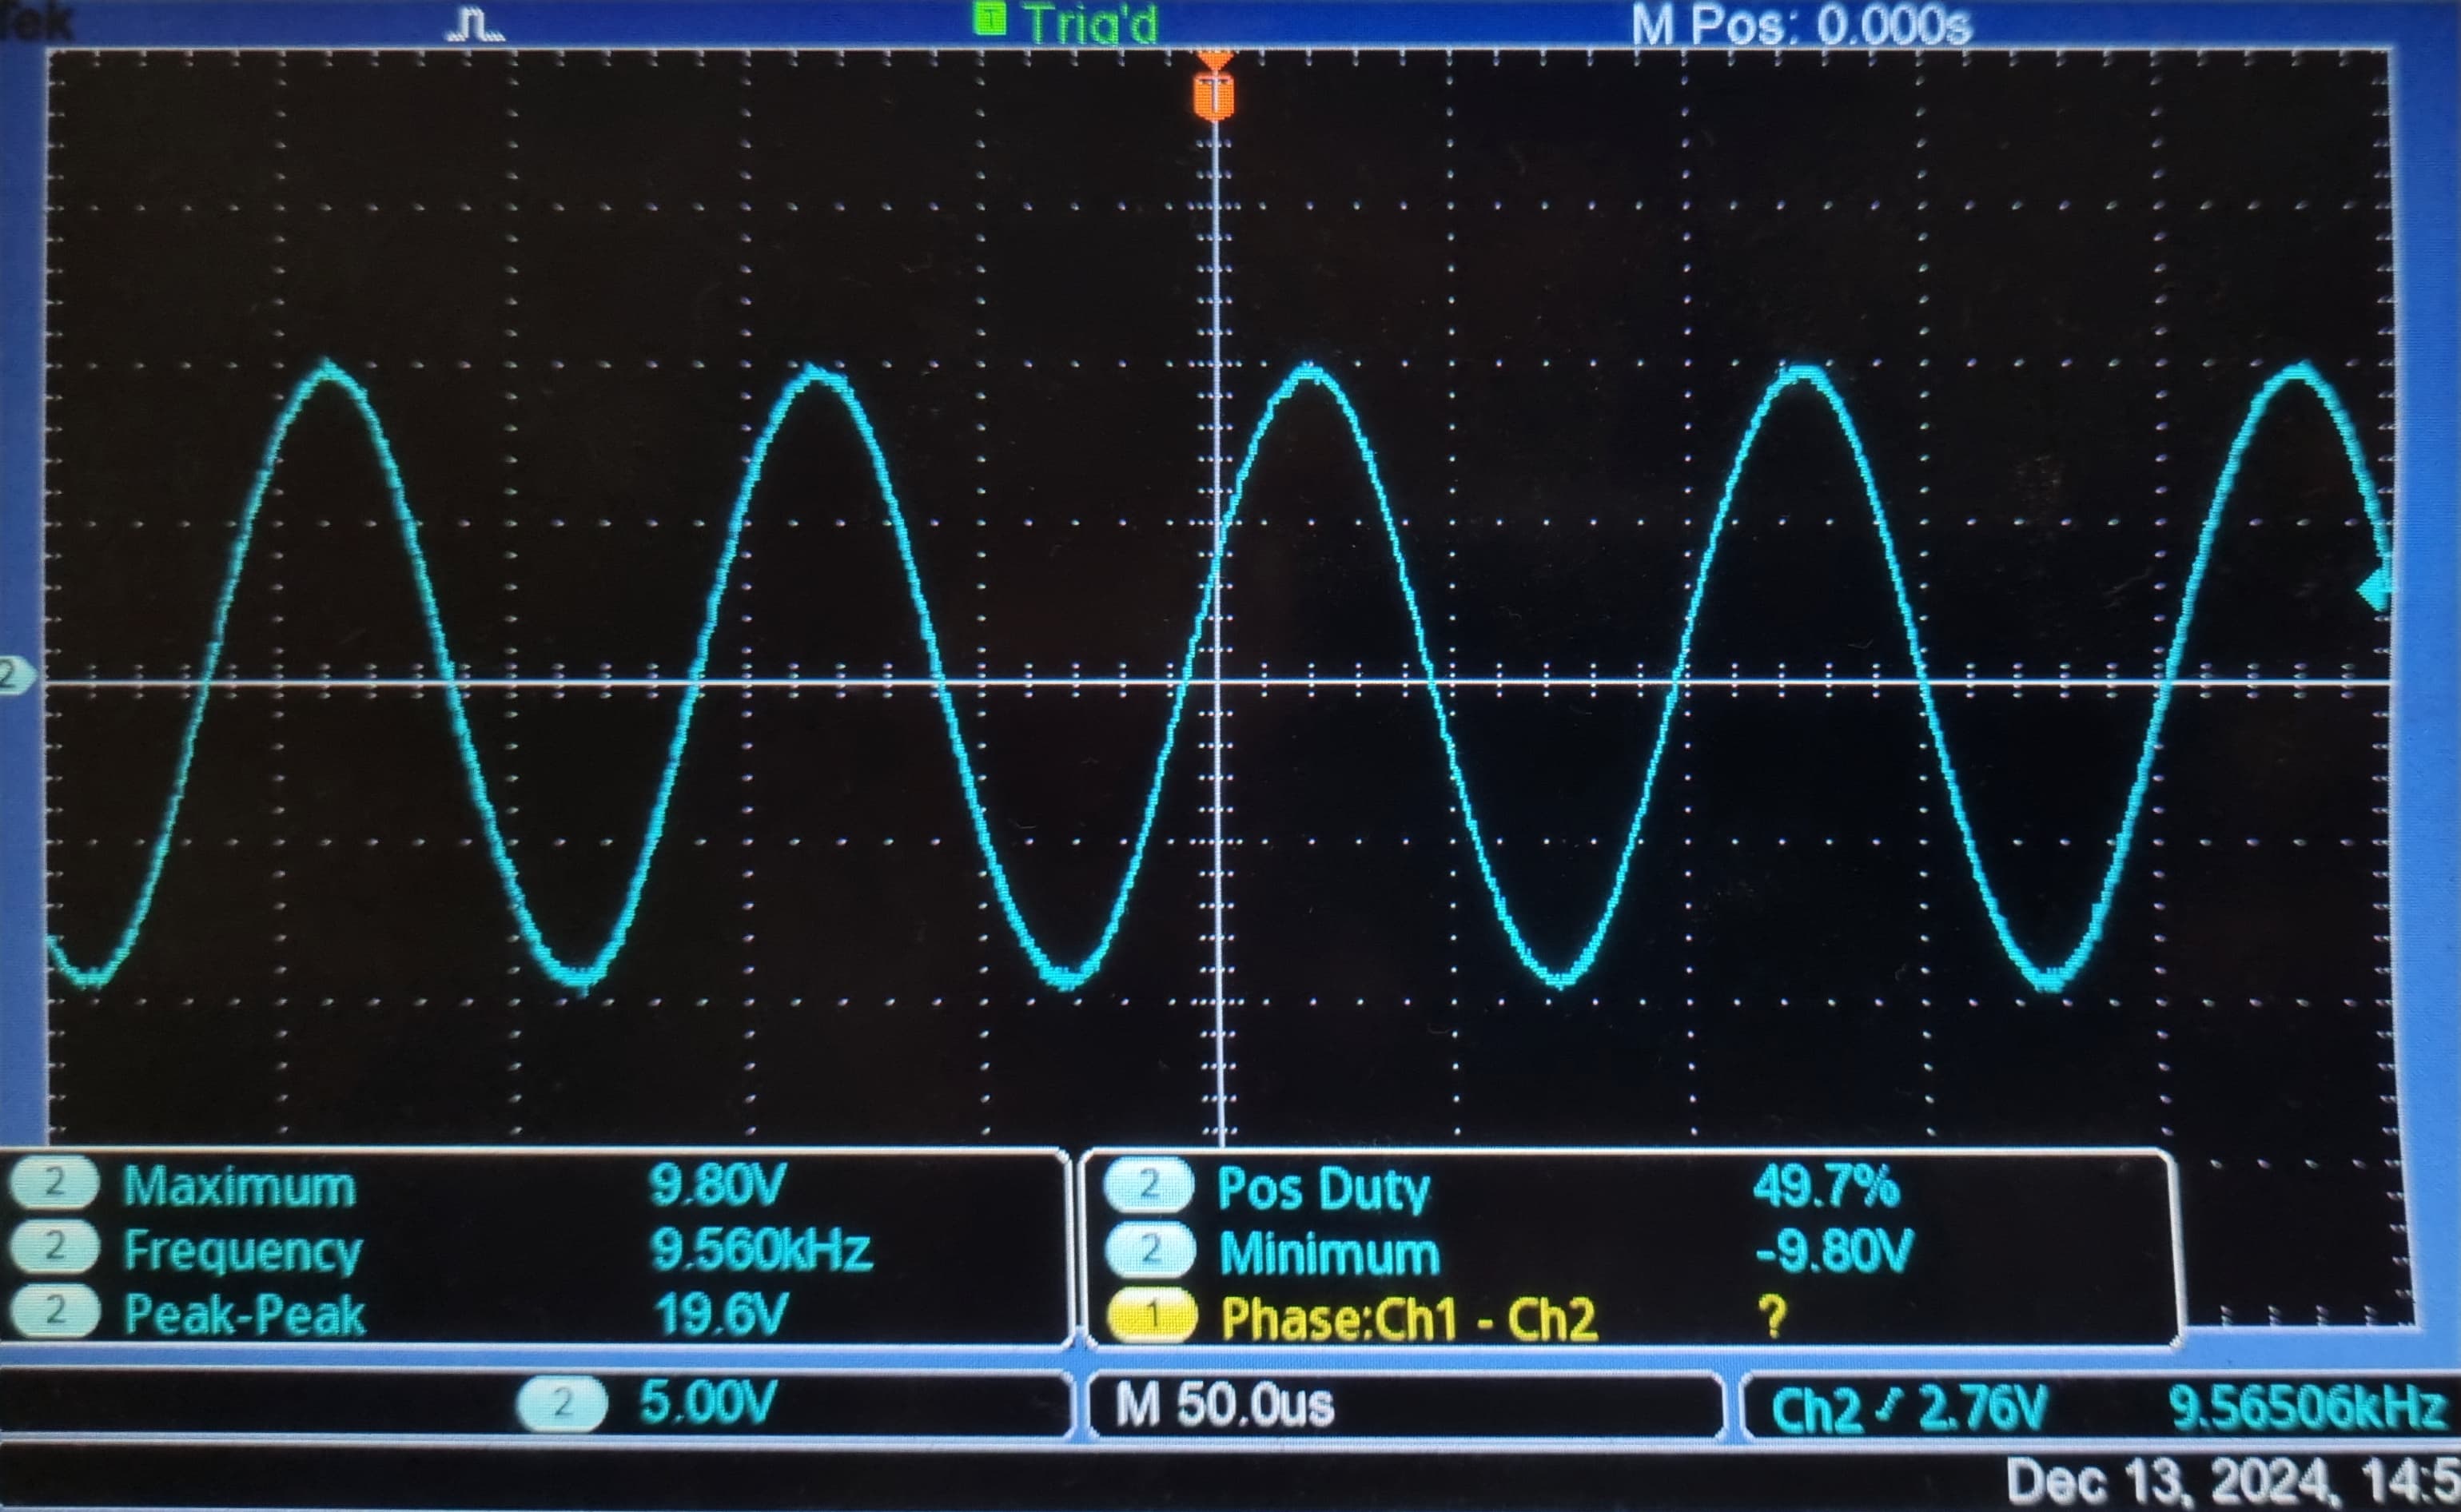 Tek T Trig'd M Pos: 0.000s
T
2
2 Maximum 9.80V
2 Frequency 9.560kHz
2 Peak-Peak 19.6V
2 Pos Duty 49.7%
2 Minimum -9.80V
1 Phase:Ch1 - Ch2 ?
2 5.00V M 50.0us Ch2 2.76V 9.56506kHz
Dec 13, 2024, 14:5